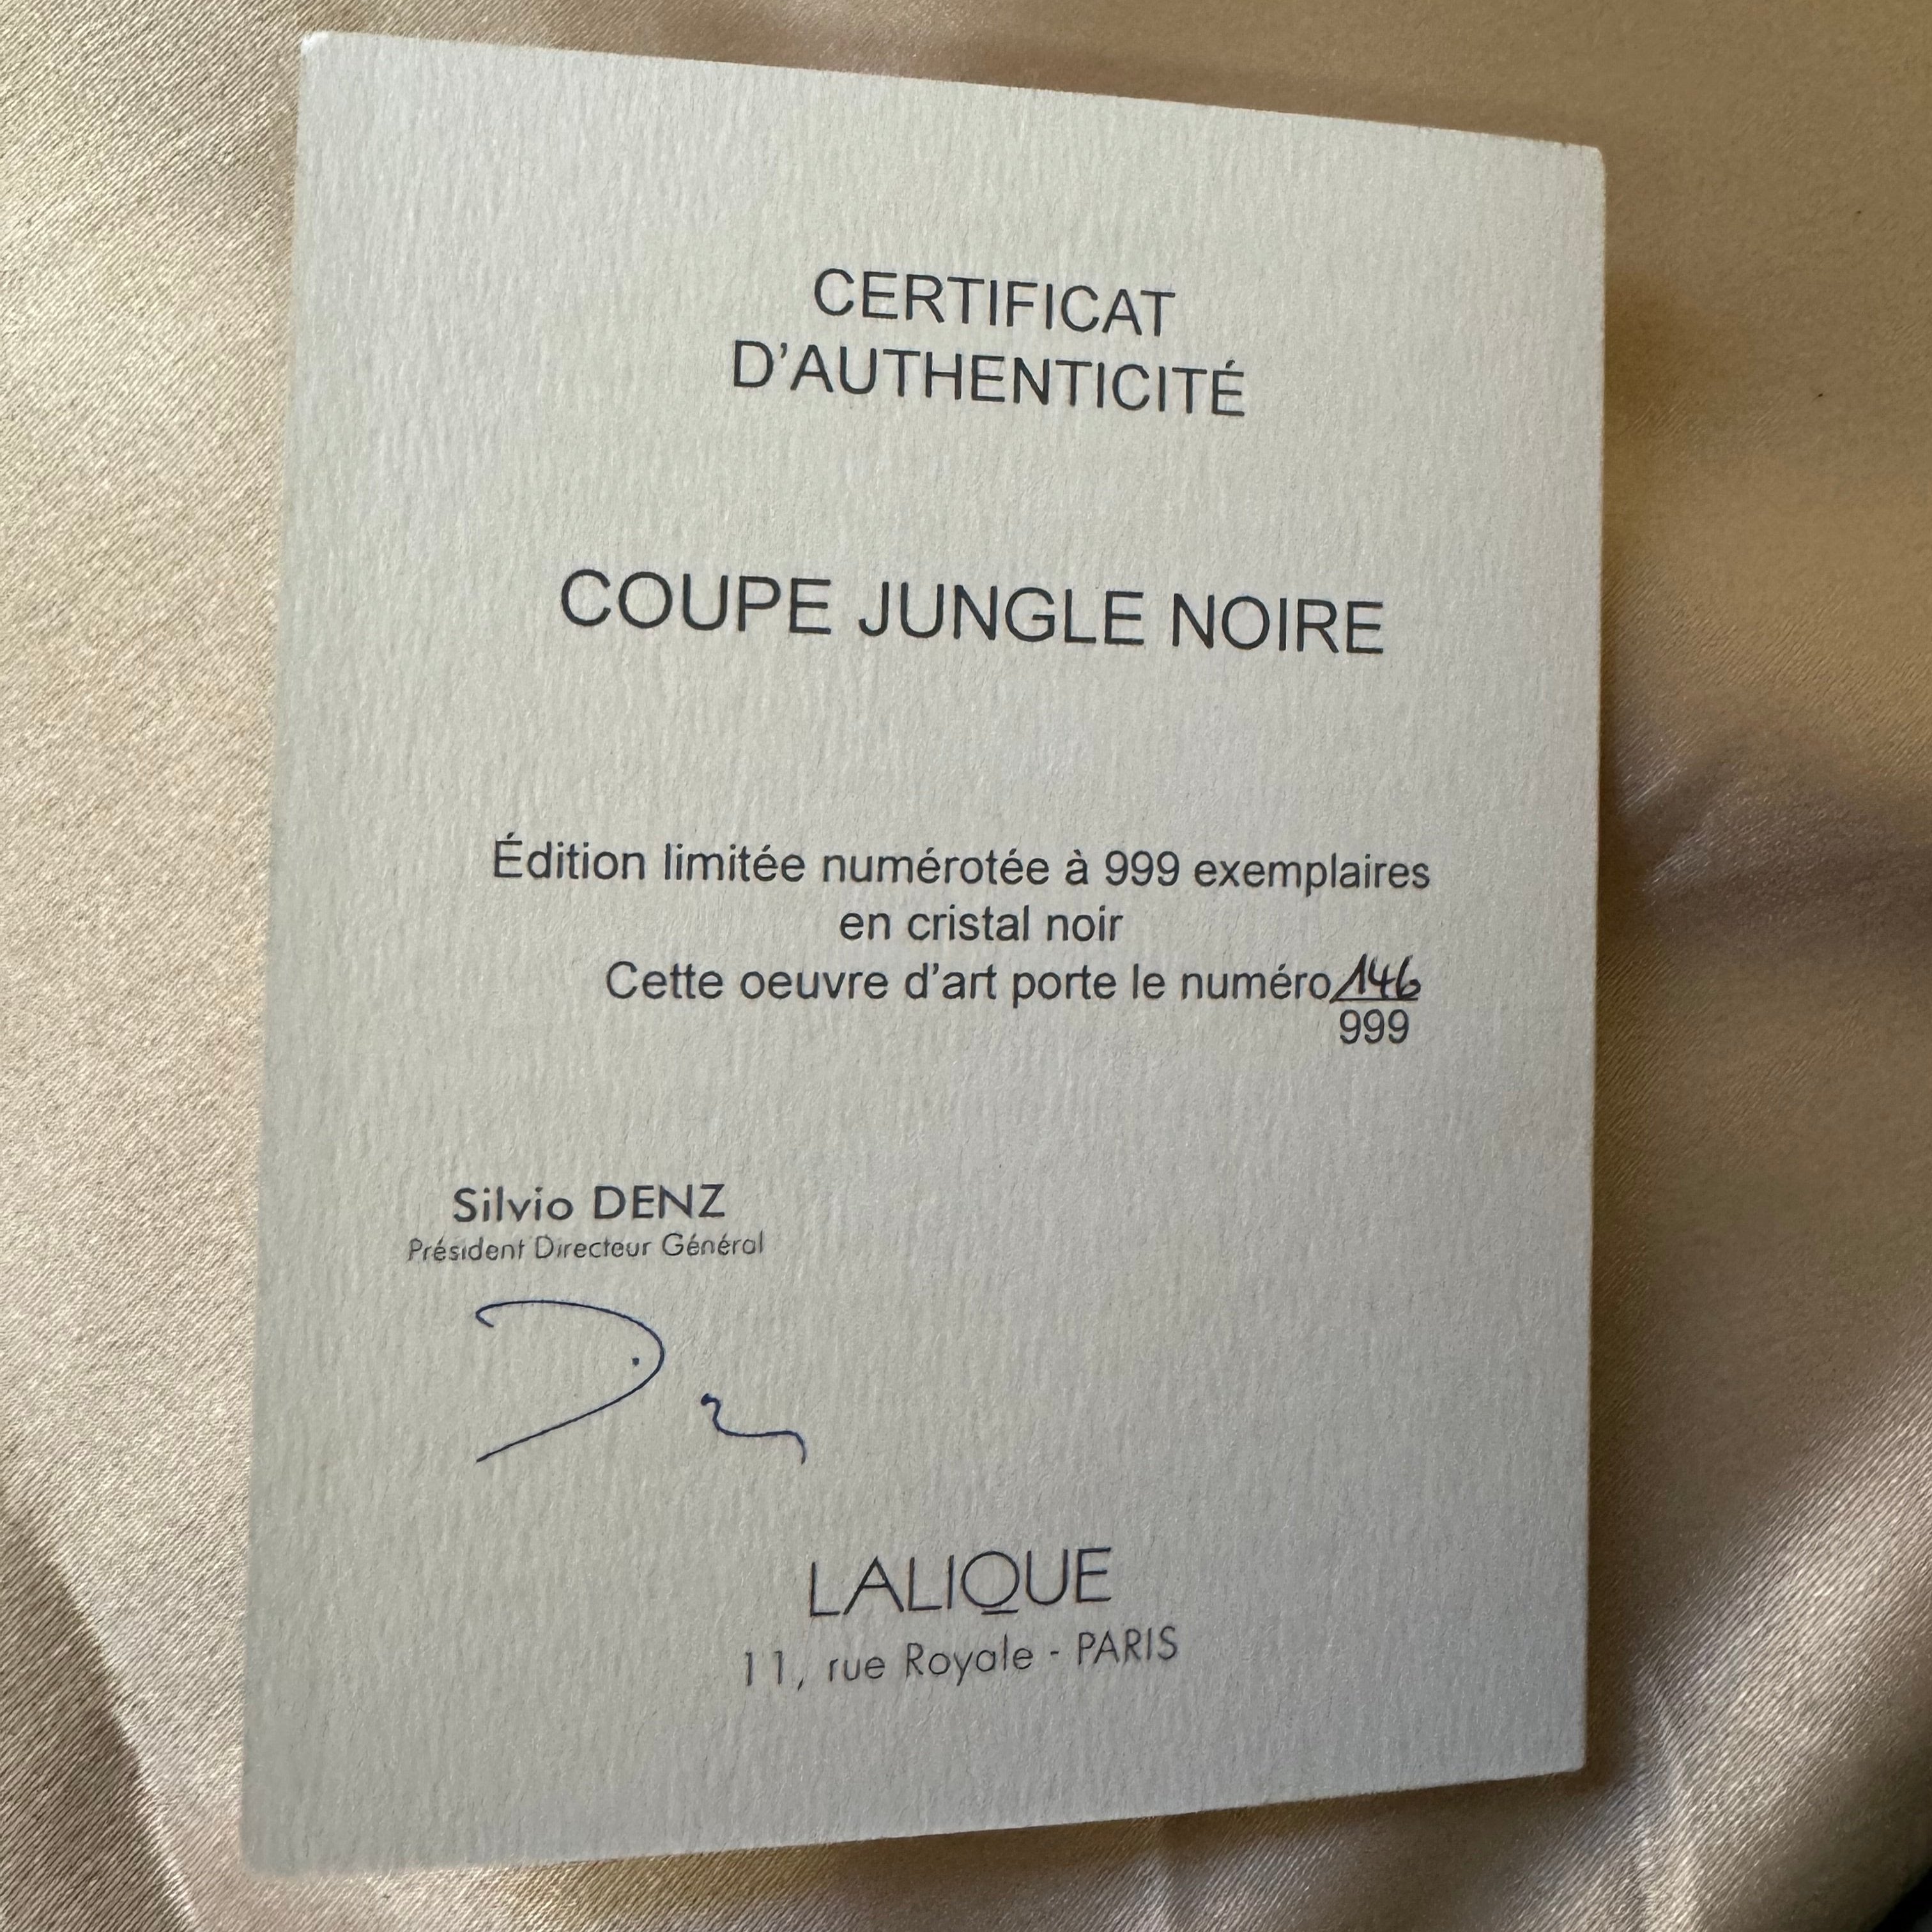 CERTIFICAT
D'AUTHENTICITÉ
COUPE JUNGLE NOIRE
Édition limitée numérotée à 999 exemplaires
en cristal noir
Cette oeuvre d'art porte le numéro 146
999
Silvio DENZ
Président Directeur Général
LALIQUE
11, rue Royale - PARIS